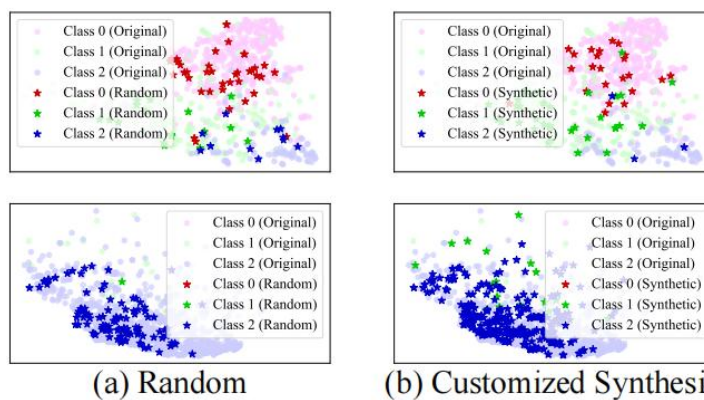 Class 0 (Original)
Class 1 (Original)
Class 2 (Original)
Class 0 (Random)
Class 1 (Random)
Class 2 (Random)
Class 0 (Original)
Class 1 (Original)
Class 2 (Original)
Class 0 (Synthetic)
Class 1 (Synthetic)
Class 2 (Synthetic)
Class 0 (Original)
Class 1 (Original)
Class 2 (Original)
Class 0 (Random)
Class 1 (Random)
Class 2 (Random)
Class 0 (Original)
Class 1 (Original)
Class 2 (Original)
Class 0 (Synthetic)
Class 1 (Synthetic)
Class 2 (Synthetic)
(a) Random
(b) Customized Synthesi